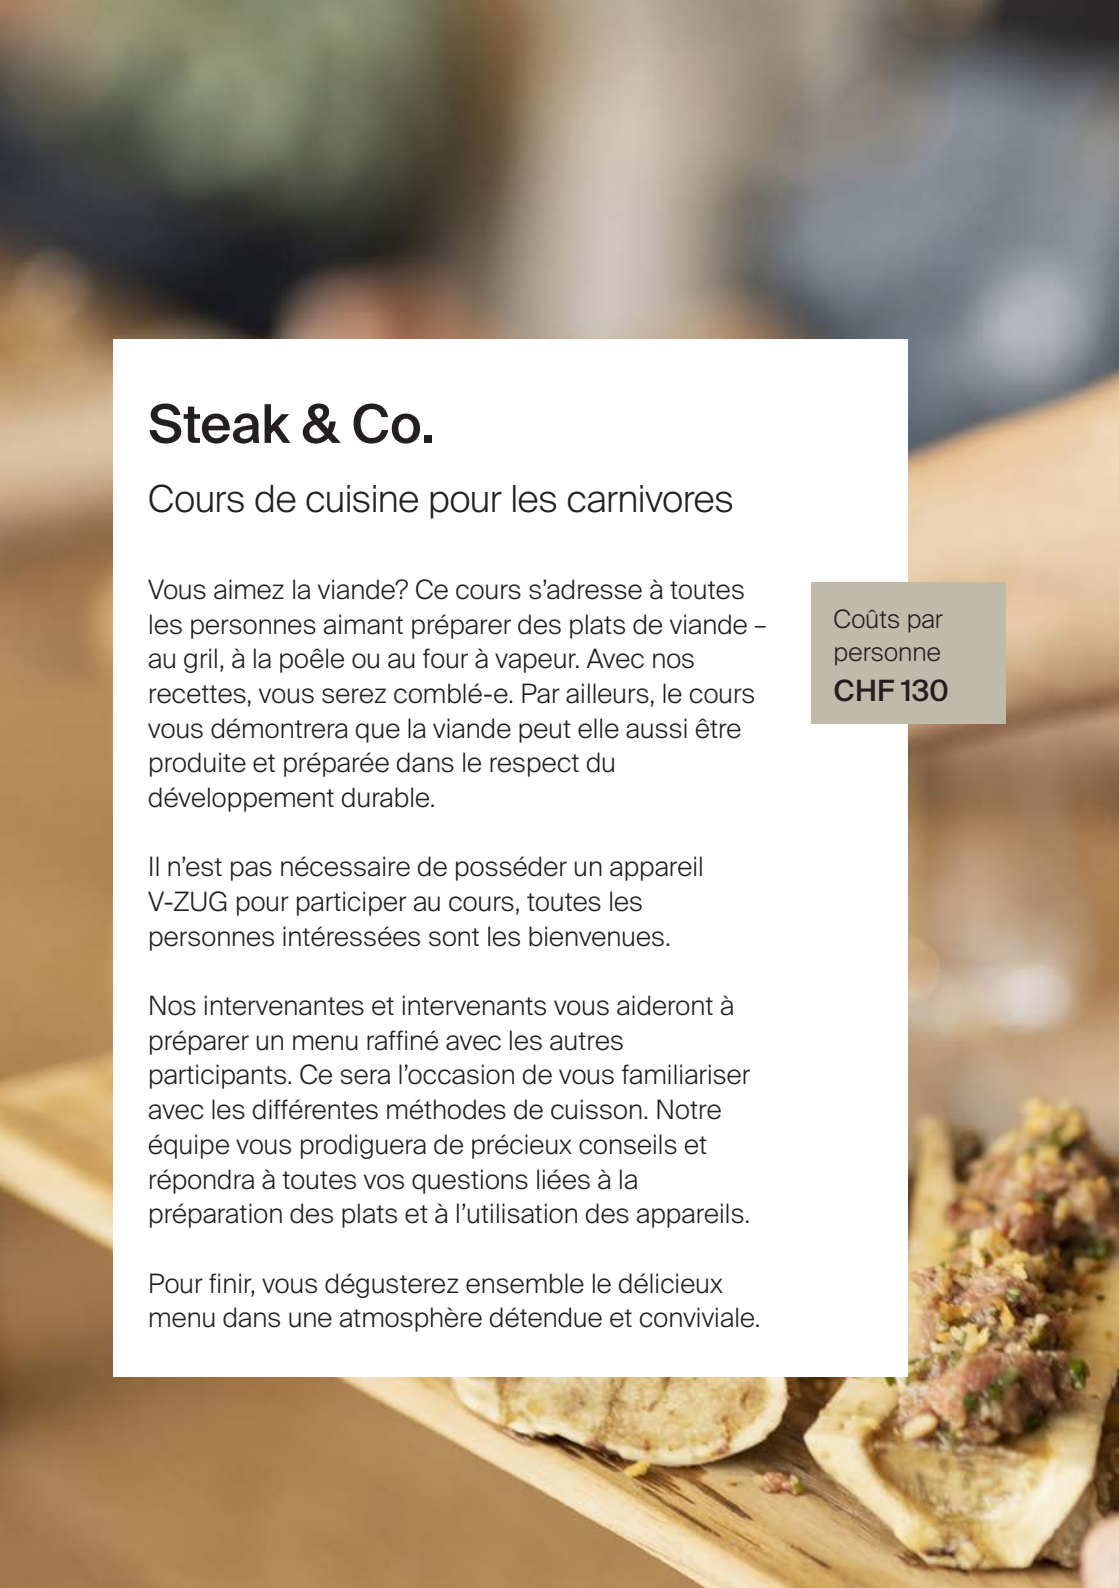 Steak & Co.
Cours de cuisine pour les carnivores
Vous aimez la viande? Ce cours s’adresse à toutes
les personnes aimant préparer des plats de viande –
au gril, à la poêle ou au four à vapeur. Avec nos
recettes, vous serez comblé-e. Par ailleurs, le cours
vous démontrera que la viande peut elle aussi être
produite et préparée dans le respect du
développement durable.
Il n’est pas nécessaire de posséder un appareil
V-ZUG pour participer au cours, toutes les
personnes intéressées sont les bienvenues.
Nos intervenantes et intervenants vous aideront à
préparer un menu raffiné avec les autres
participants. Ce sera l’occasion de vous familiariser
avec les différentes méthodes de cuisson. Notre
équipe vous prodiguera de précieux conseils et
répondra à toutes vos questions liées à la
préparation des plats et à l’utilisation des appareils.
Pour finir, vous dégusterez ensemble le délicieux
menu dans une atmosphère détendue et conviviale.
Coûts par
personne
CHF 130